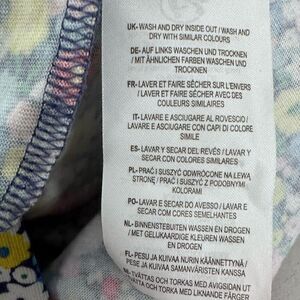 UK- WASH AND DRY INSIDE OUT / WASH AND
DRY WITH SIMILAR COLOURS
DE- AUF LINKS WASCHEN UND TROCKNEN
/ MIT ÄHNLICHEN FARBEN WASCHEN UND
TROCKNEN
FR- LAVER ET FAIRE SÉCHER SUR L'ENVERS
/ LAVER ET FAIRE SÉCHER AVEC DES
COULEURS SIMILAIRES
IT- LAVARE E ASCIUGARE AL ROVESCIO /
LAVARE E ASCIUGARE CON CAPI DI COLORE
SIMILE
ES- LAVAR Y SECAR DEL REVÉS / LAVAR Y
SECAR CON COLORES SIMILARES
PL- PRAĆ I SUSZYĆ ODWRÓCONE NA LEWĄ
STRONĘ / PRAĆ I SUSZYĆ Z PODOBNYMI
KOLORAMI
PO- LAVAR E SECAR DO AVESSO / LAVAR E
SECAR COM CORES SEMELHANTES
NL- BINNENSTEBUITEN WASSEN EN DROGEN
/ MET GELIJKAARDIGE KLEUREN WASSEN
EN DROGEN
FL- PESU JA KUIVAA NURIN KÄÄNNETTYNÄ /
PESE JA KUIVAA SAMANVÄRISTEN KANSSA
TVÄTTAS OCH TORKAS MED AVIGSIDAN UT
TVÄTTA OCH TORKA MED LIKNANDE FÄRGER